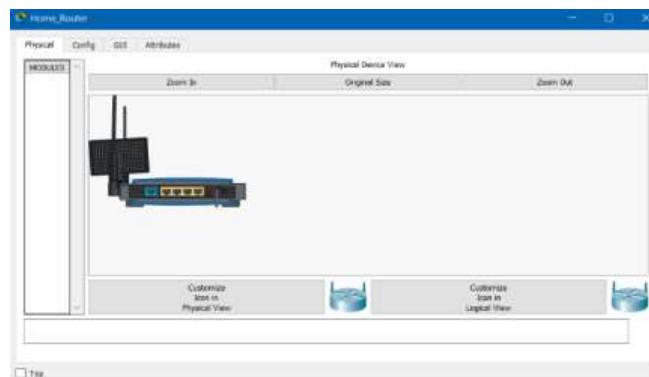 Home_Router
Physical Config GUI Attributes
MODULES
Physical Device View
Zoom In Original Size Zoom Out
Customize
Icon in
Physical View
Customize
Icon in
Logical View
Top